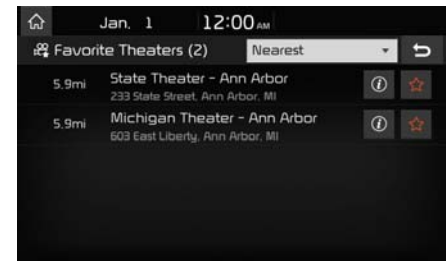 Jan. 1 12:00 AM
Favorite Theaters (2) Nearest
5.9mi State Theater - Ann Arbor
233 State Street, Ann Arbor, MI
5.9mi Michigan Theater - Ann Arbor
603 East Liberty, Ann Arbor, MI